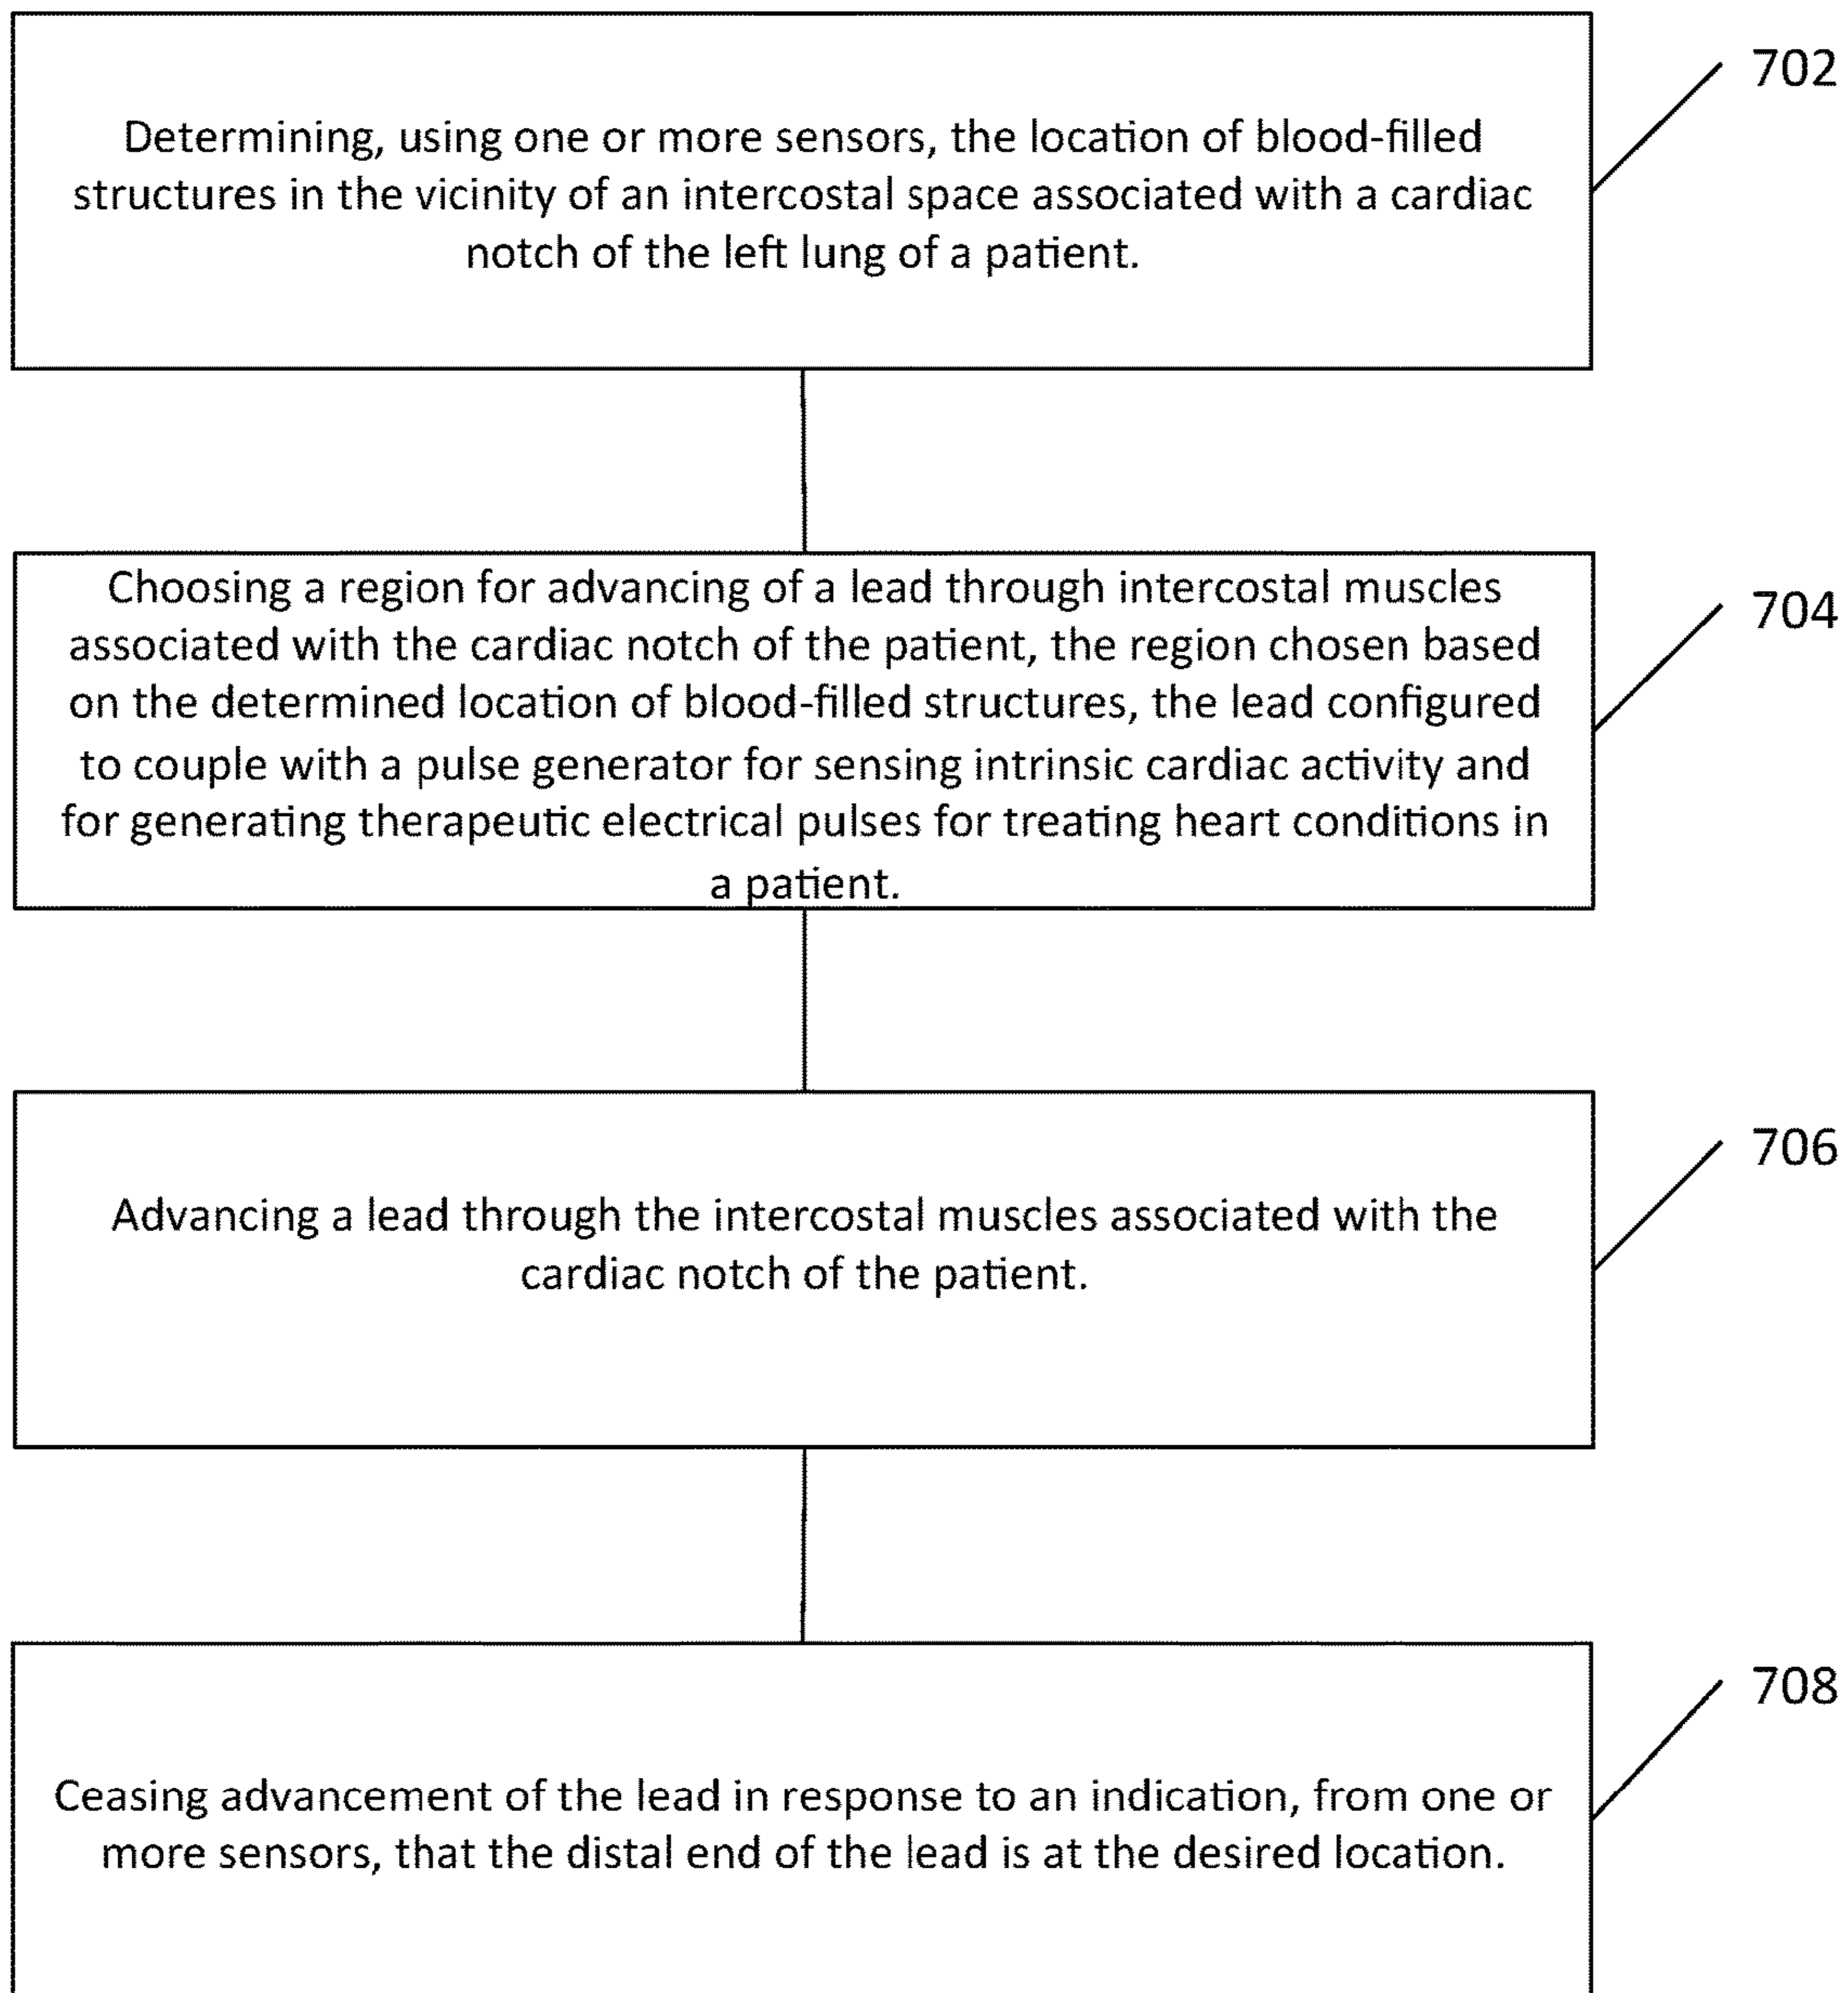 702
Determining, using one or more sensors, the location of blood-filled
structures in the vicinity of an intercostal space associated with a cardiac
notch of the left lung of a patient.
704
Choosing a region for advancing of a lead through intercostal muscles
associated with the cardiac notch of the patient, the region chosen based
on the determined location of blood-filled structures, the lead configured
to couple with a pulse generator for sensing intrinsic cardiac activity and
for generating therapeutic electrical pulses for treating heart conditions in
a patient.
706
Advancing a lead through the intercostal muscles associated with the
cardiac notch of the patient.
708
Ceasing advancement of the lead in response to an indication, from one or
more sensors, that the distal end of the lead is at the desired location.